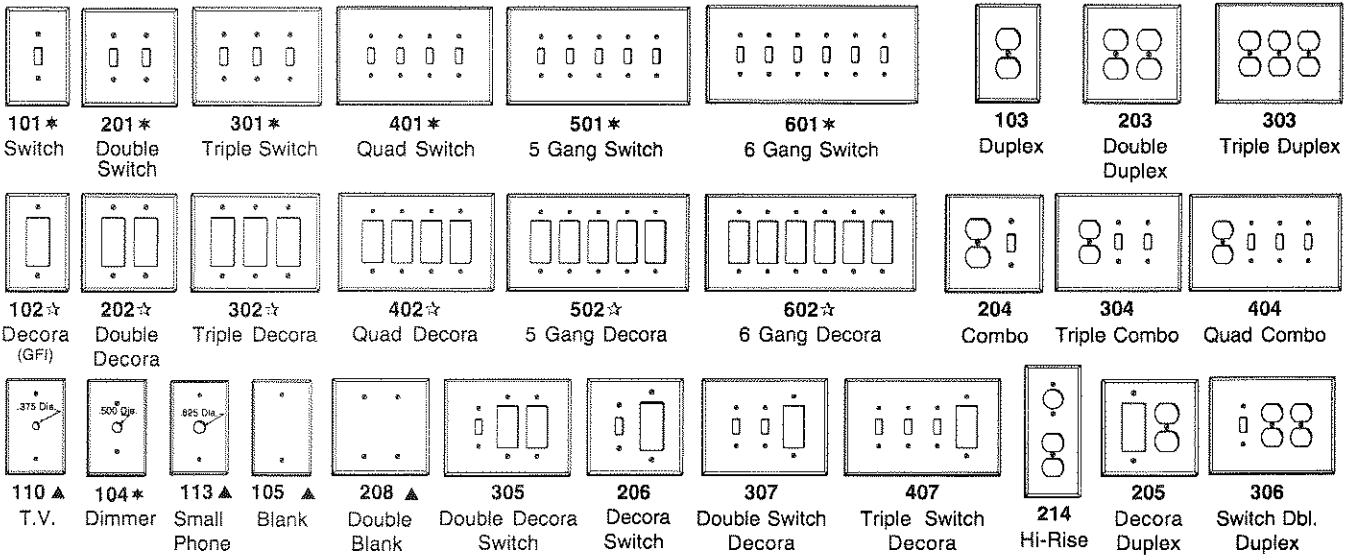 101* 201* 301* 401* 501* 601* 103 203 303
Switch Double Triple Switch Quad Switch 5 Gang Switch 6 Gang Switch Duplex Double Triple Duplex
Switch Duplex
102☆ 202☆ 302☆ 402☆ 502☆ 602☆ 204 304 404
Decora Double Triple Decora Quad Decora 5 Gang Decora 6 Gang Decora Combo Triple Combo Quad Combo
(GFI) Decora
.375 Dia. .500 Dia. .625 Dia.
110 ▲ 104* 113 ▲ 105 ▲ 208 ▲ 305 206 307 407 214 205 306
T.V. Dimmer Small Blank Double Double Decora Decora Double Switch Triple Switch Hi-Rise Decora Switch Dbl.
Phone Blank Switch Switch Decora Decora Duplex Duplex